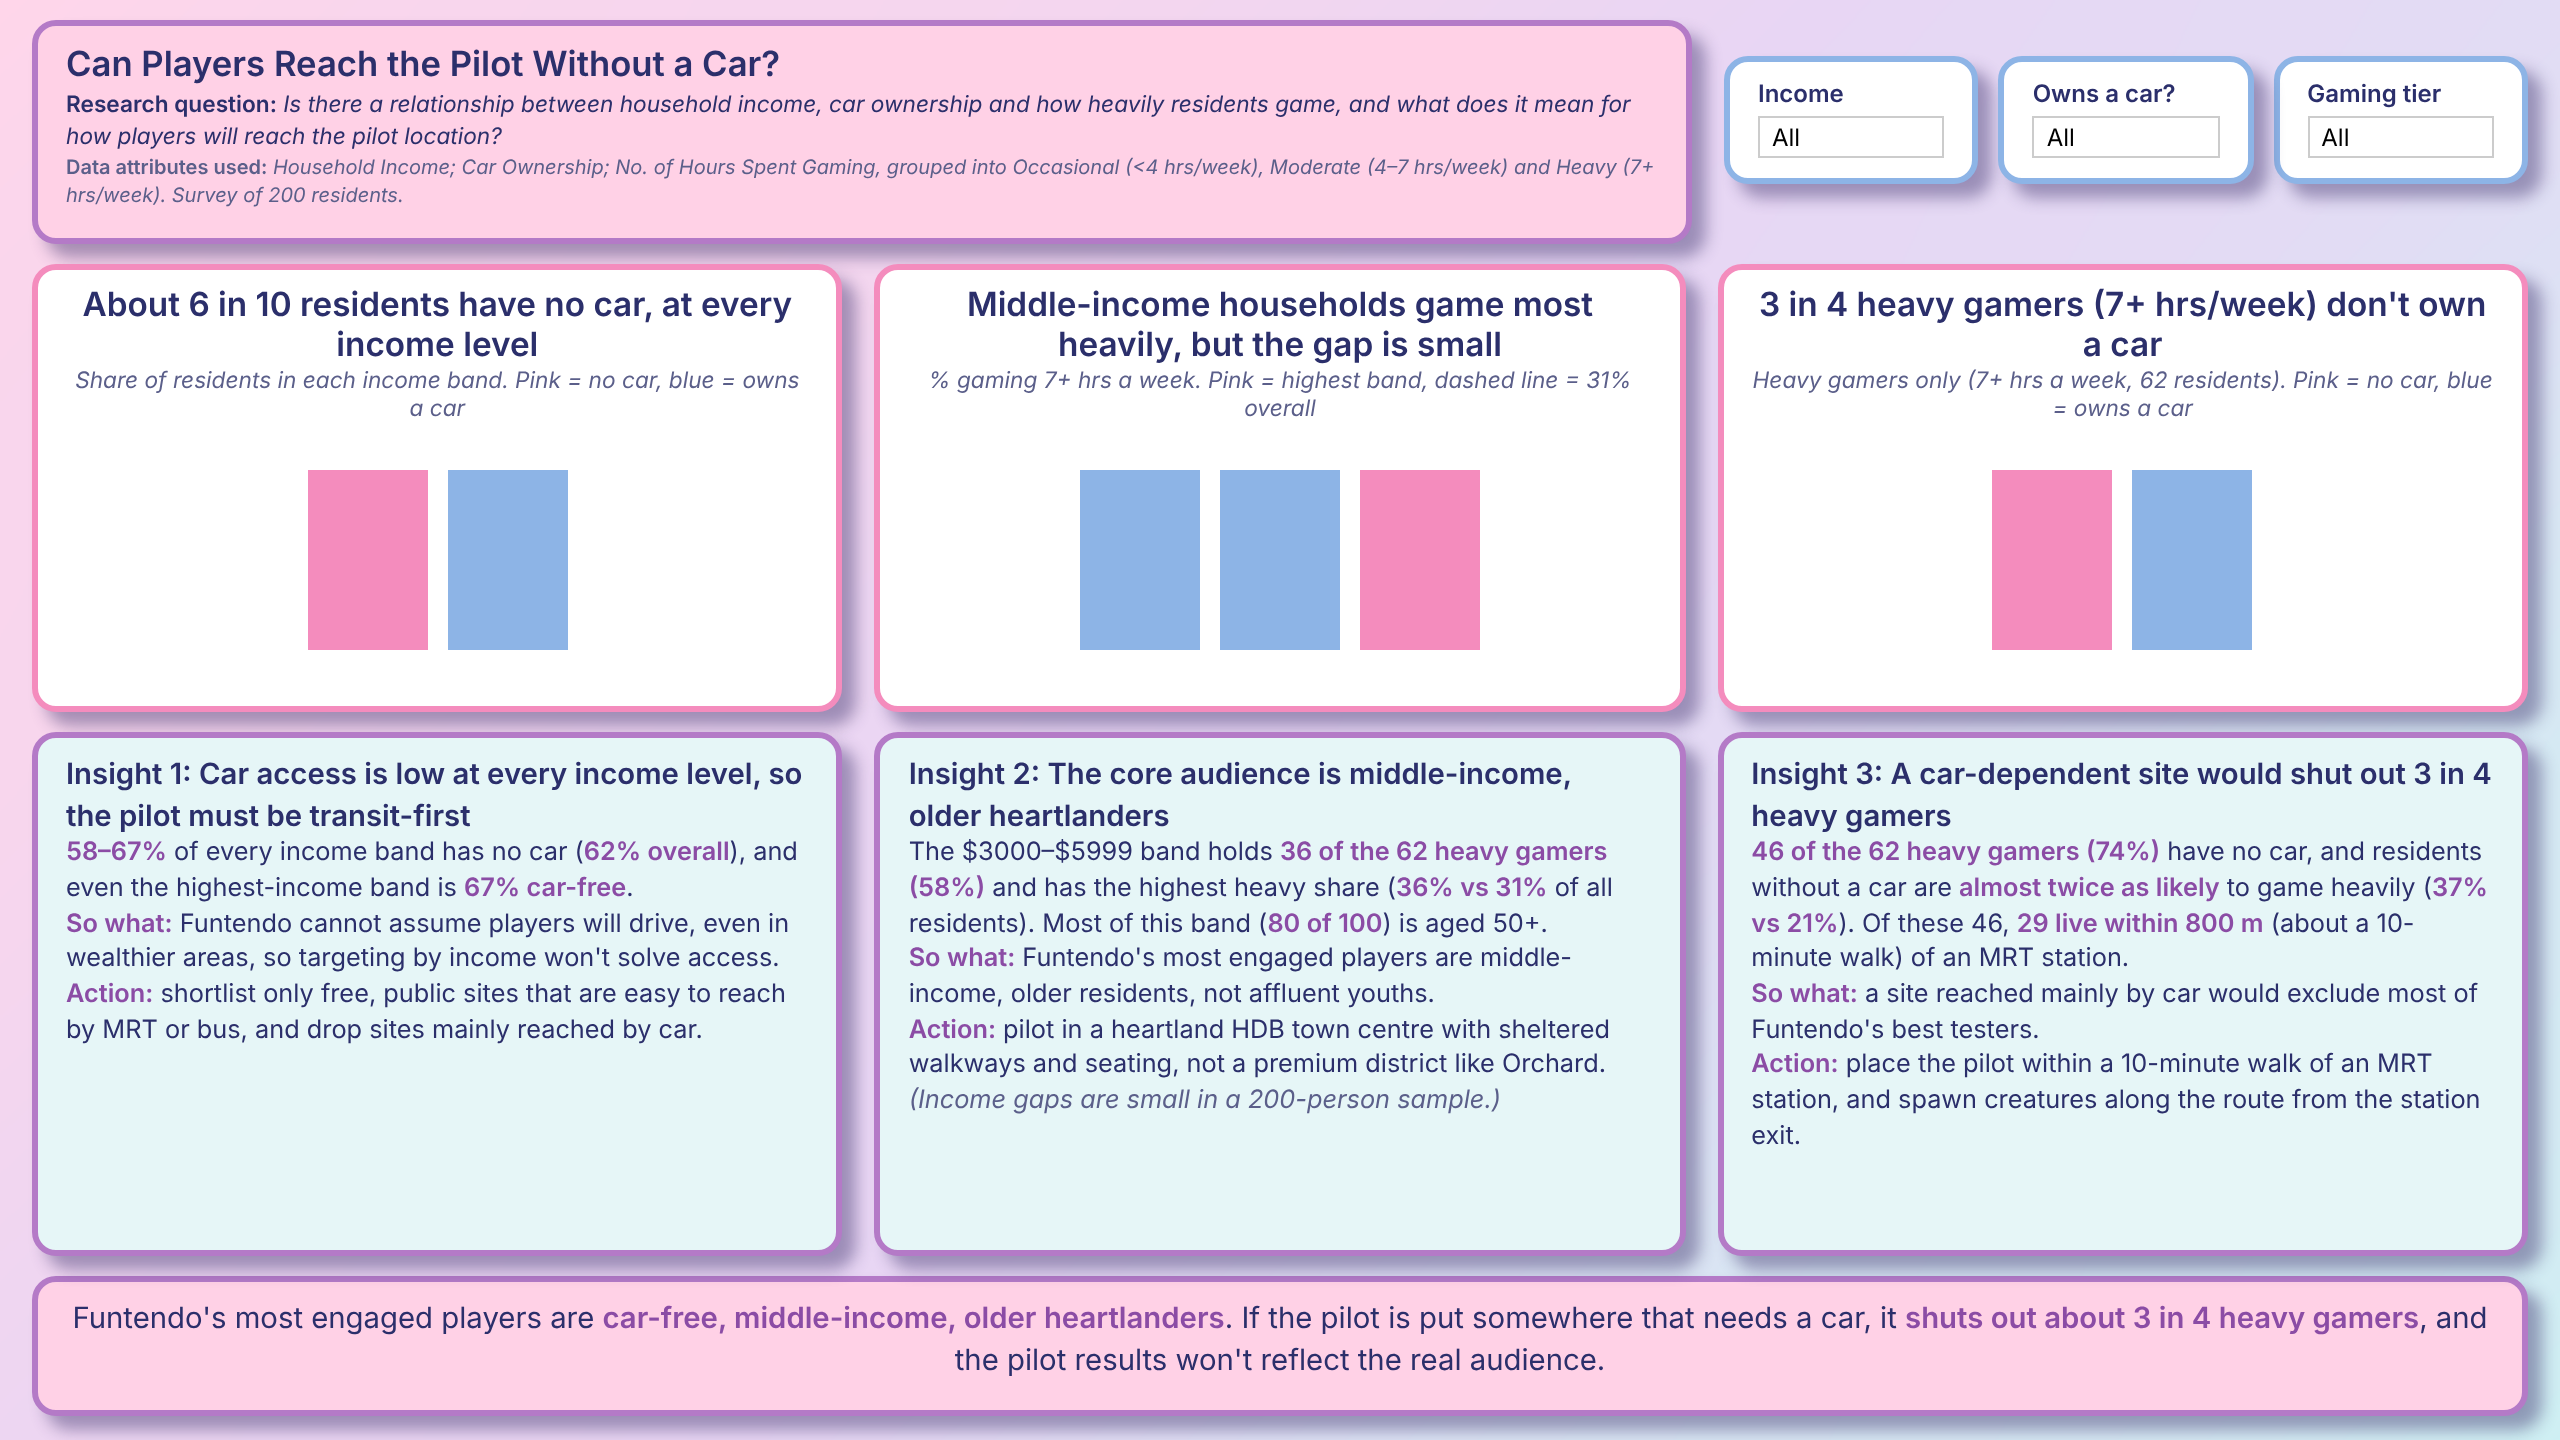 Can Players Reach the Pilot Without a Car?
Research question: Is there a relationship between household income, car ownership and how heavily residents game, and what does it mean for
how players will reach the pilot location?
Data attributes used: Household Income; Car Ownership; No. of Hours Spent Gaming, grouped into Occasional (<4 hrs/week), Moderate (4–7 hrs/week) and Heavy (7+
hrs/week). Survey of 200 residents.
Income
All
Owns a car?
All
Gaming tier
All
About 6 in 10 residents have no car, at every
income level
Share of residents in each income band. Pink = no car, blue = owns
a car
Middle-income households game most
heavily, but the gap is small
% gaming 7+ hrs a week. Pink = highest band, dashed line = 31%
overall
3 in 4 heavy gamers (7+ hrs/week) don't own
a car
Heavy gamers only (7+ hrs a week, 62 residents). Pink = no car, blue
= owns a car
Insight 1: Car access is low at every income level, so
the pilot must be transit-first
58–67% of every income band has no car (62% overall), and
even the highest-income band is 67% car-free.
So what: Funtendo cannot assume players will drive, even in
wealthier areas, so targeting by income won't solve access.
Action: shortlist only free, public sites that are easy to reach
by MRT or bus, and drop sites mainly reached by car.
Insight 2: The core audience is middle-income,
older heartlanders
The $3000–$5999 band holds 36 of the 62 heavy gamers
(58%) and has the highest heavy share (36% vs 31% of all
residents). Most of this band (80 of 100) is aged 50+.
So what: Funtendo's most engaged players are middle-
income, older residents, not affluent youths.
Action: pilot in a heartland HDB town centre with sheltered
walkways and seating, not a premium district like Orchard.
(Income gaps are small in a 200-person sample.)
Insight 3: A car-dependent site would shut out 3 in 4
heavy gamers
46 of the 62 heavy gamers (74%) have no car, and residents
without a car are almost twice as likely to game heavily (37%
vs 21%). Of these 46, 29 live within 800 m (about a 10-
minute walk) of an MRT station.
So what: a site reached mainly by car would exclude most of
Funtendo's best testers.
Action: place the pilot within a 10-minute walk of an MRT
station, and spawn creatures along the route from the station
exit.
Funtendo's most engaged players are car-free, middle-income, older heartlanders. If the pilot is put somewhere that needs a car, it shuts out about 3 in 4 heavy gamers, and
the pilot results won't reflect the real audience.